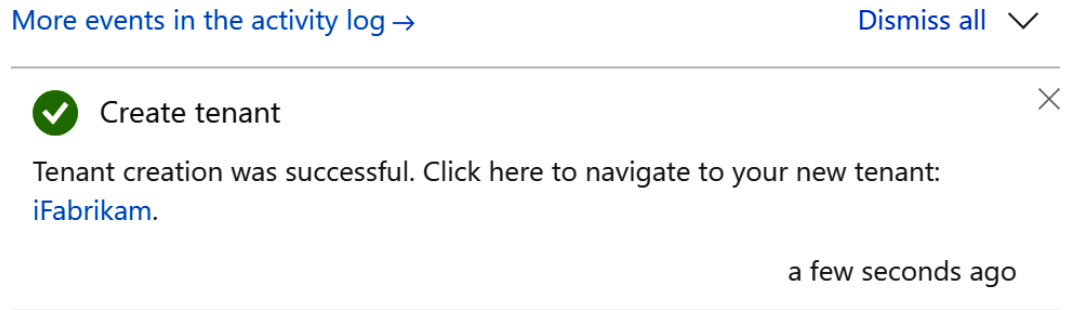 More events in the activity log →
Dismiss all
Create tenant
Tenant creation was successful. Click here to navigate to your new tenant:
iFabrikam.
a few seconds ago